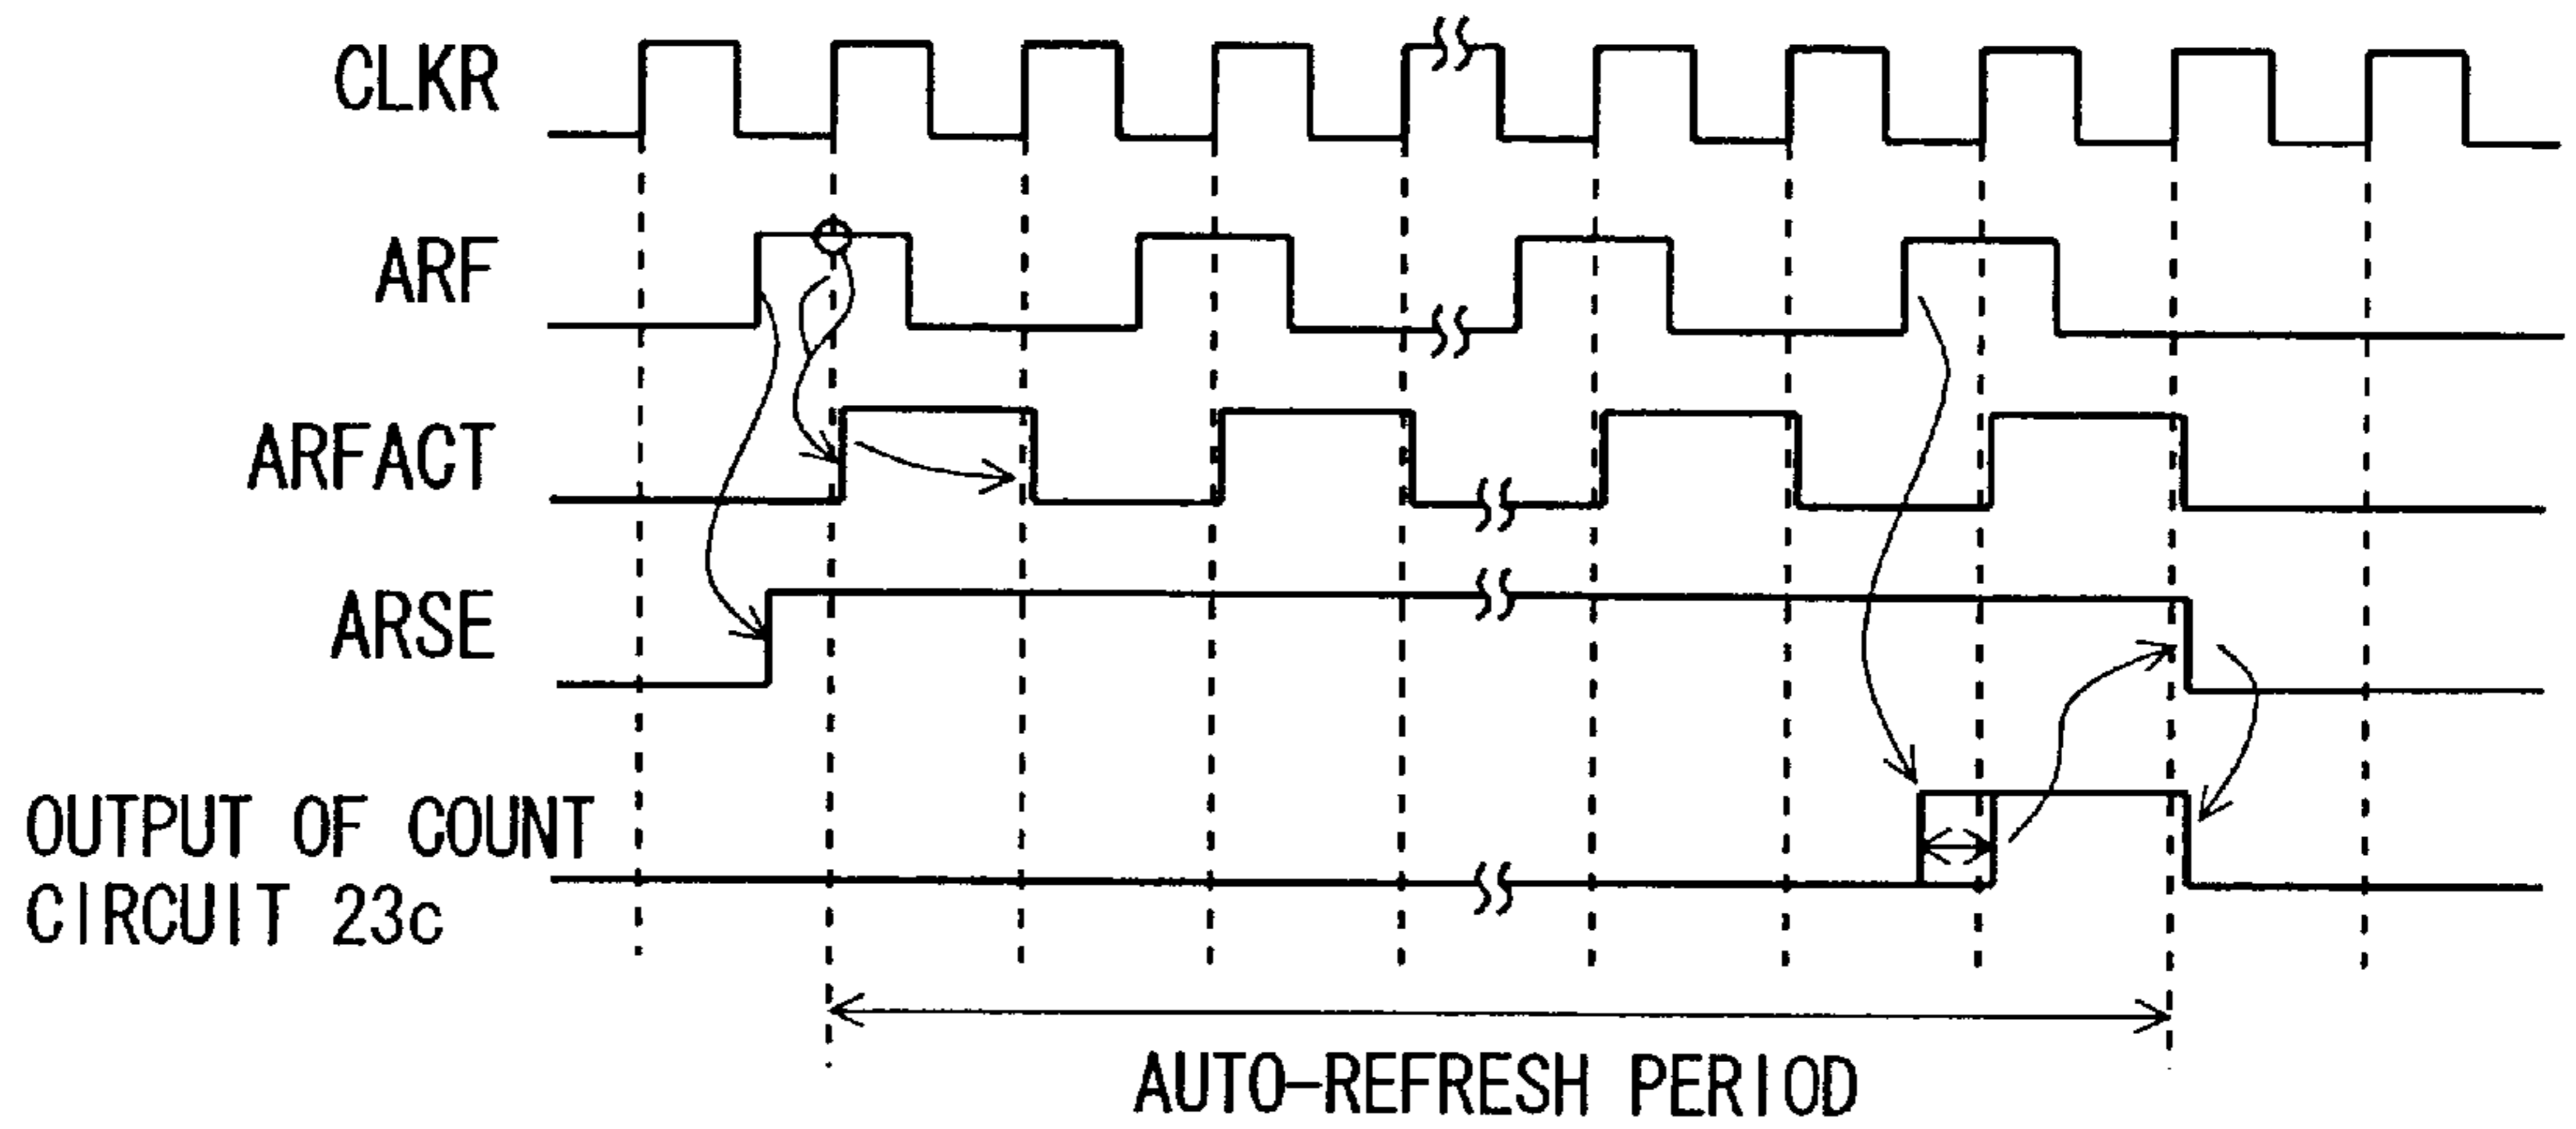 CLKR
ARF
ARFACT
ARSE
OUTPUT OF COUNT
CIRCUIT 23c
AUTO-REFRESH PERIOD